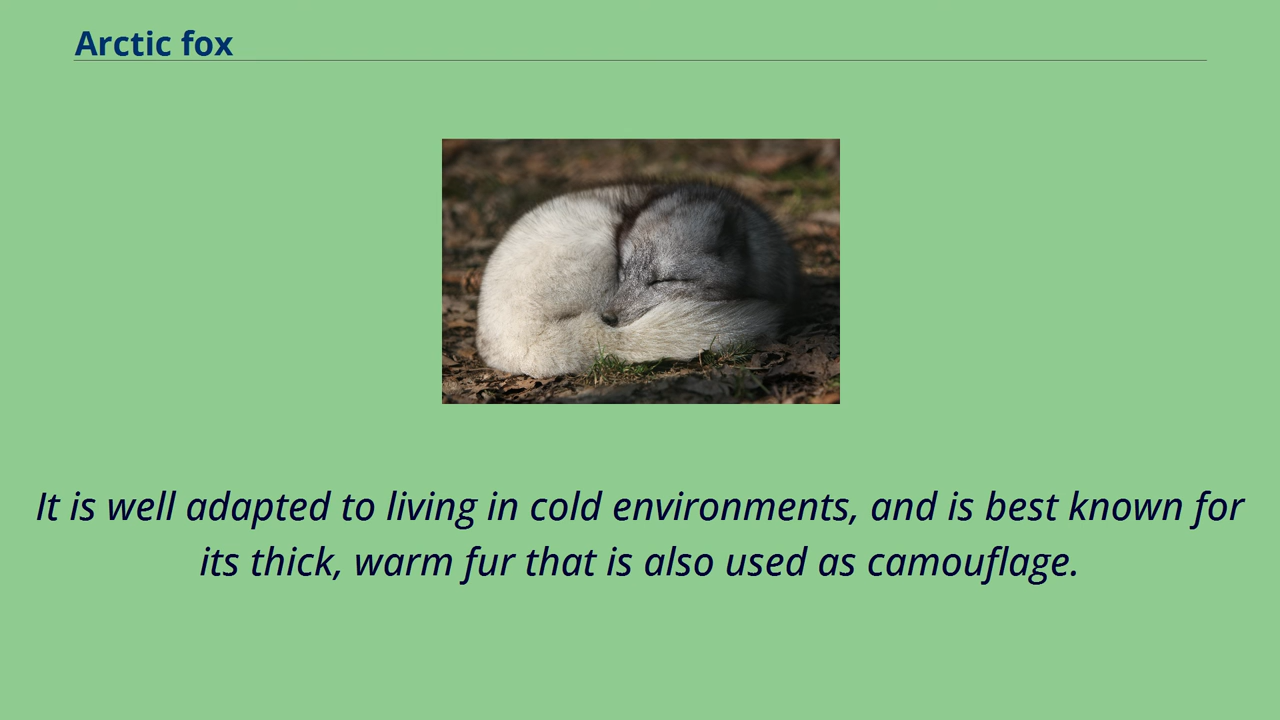 Arctic fox
It is well adapted to living in cold environments, and is best known for
its thick, warm fur that is also used as camouflage.